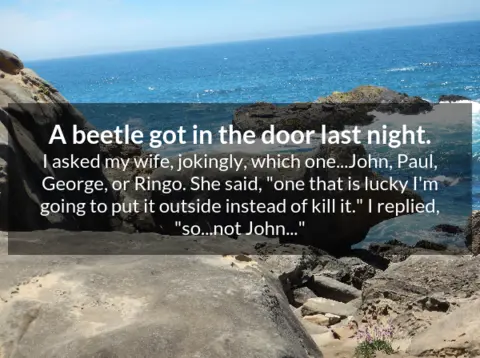 A beetle got in the door last night.
I asked my wife, jokingly, which one...John, Paul,
George, or Ringo. She said, "one that is lucky I'm
going to put it outside instead of kill it." I replied,
"so...not John..."